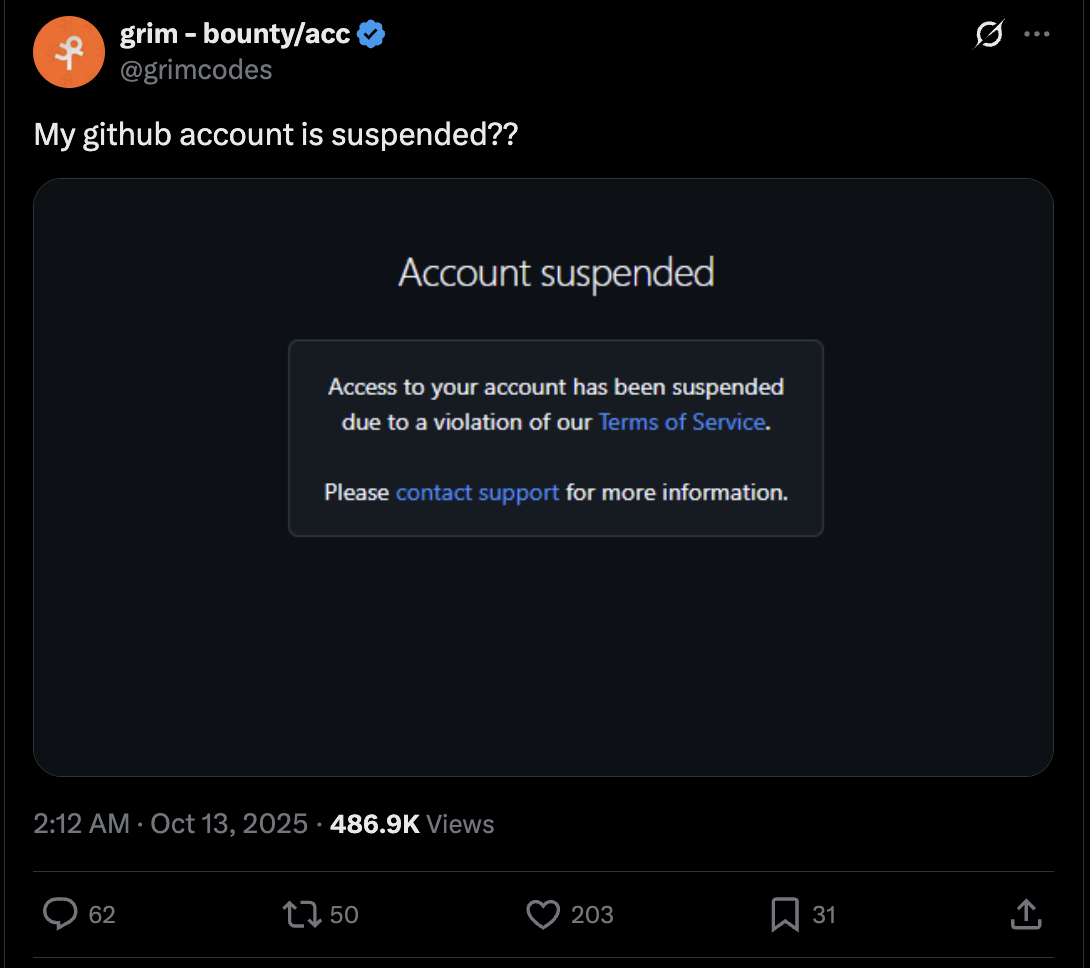 grim - bounty/acc
@grimcodes
My github account is suspended??
Account suspended
Access to your account has been suspended
due to a violation of our Terms of Service.
Please contact support for more information.
2:12 AM · Oct 13, 2025 · 486.9K Views
62 50 203 31